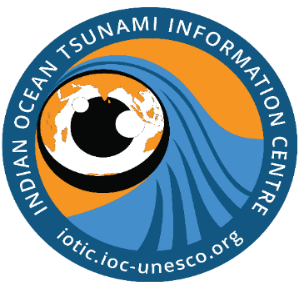 INDIAN OCEAN TSUNAMI INFORMATION CENTRE
iotic.ioc-unesco.org